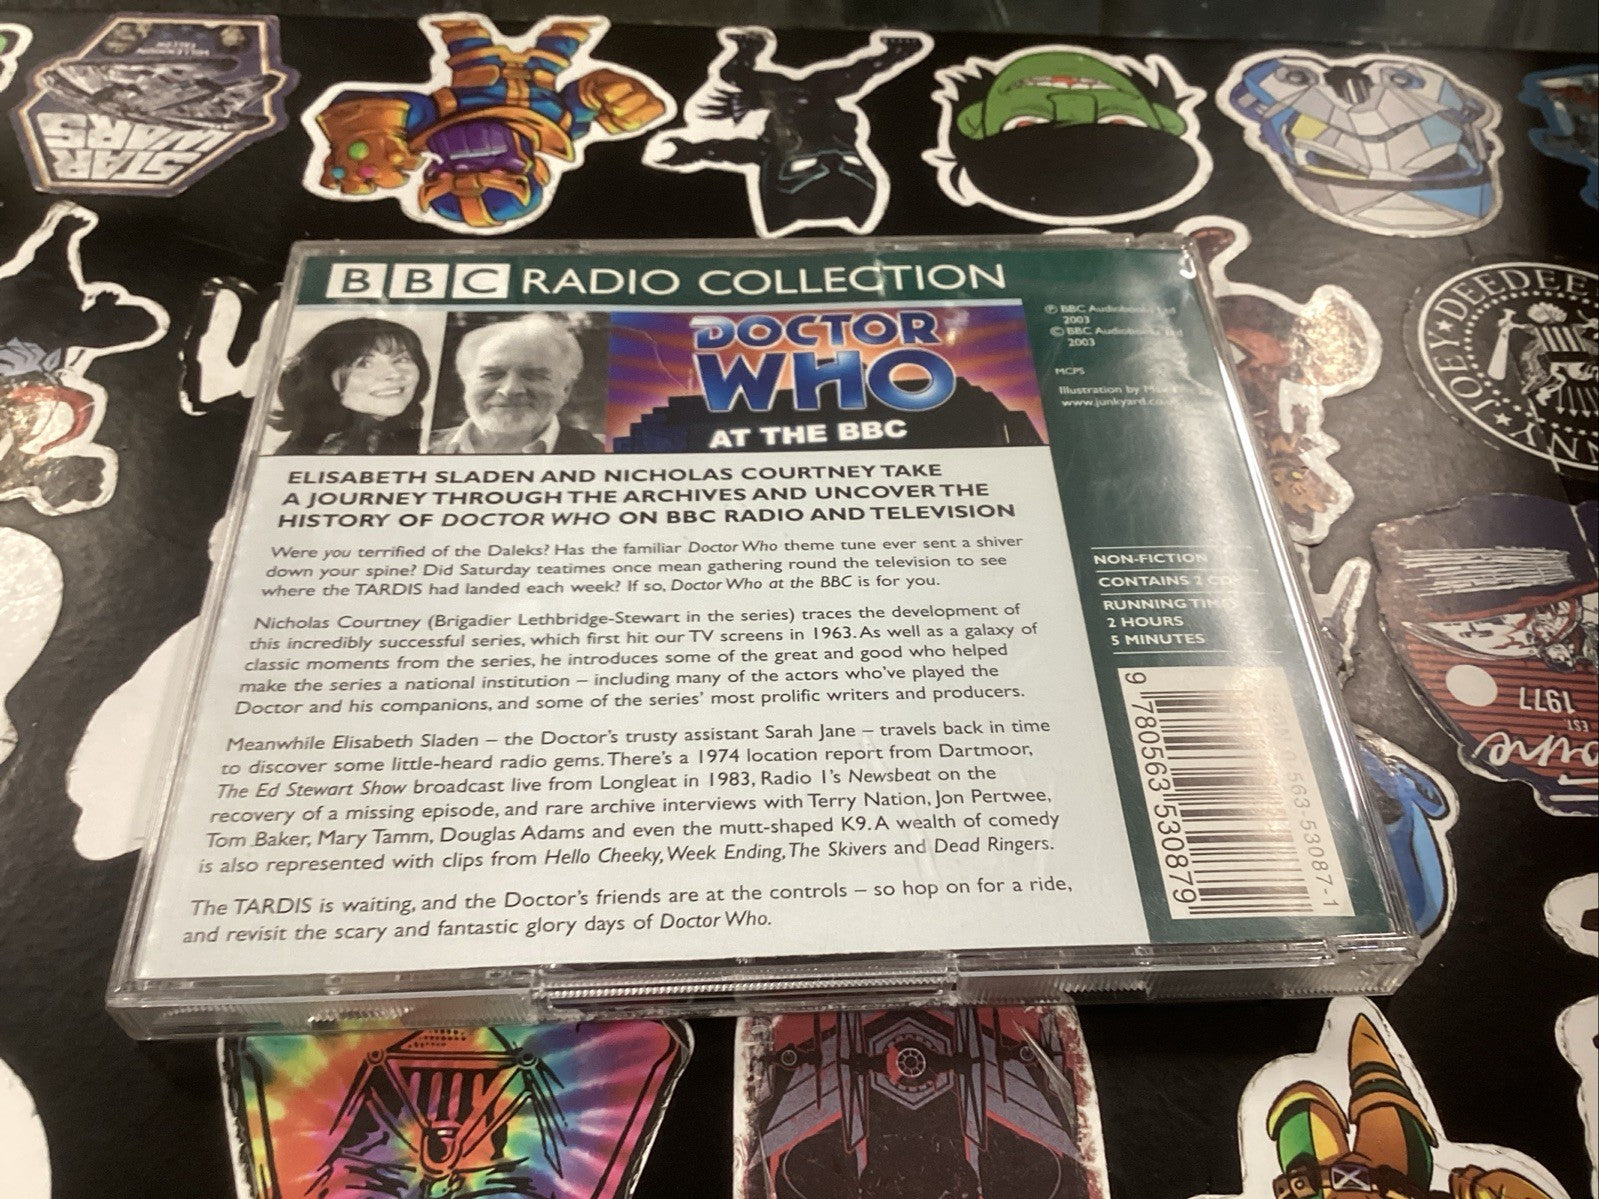 STAR
WARS
BBC RADIO COLLECTION
DOCTOR
WHO
AT THE BBC
ELISABETH SLADEN AND NICHOLAS COURTNEY TAKE
A JOURNEY THROUGH THE ARCHIVES AND UNCOVER THE
HISTORY OF DOCTOR WHO ON BBC RADIO AND TELEVISION
Were you terrified of the Daleks? Has the familiar Doctor Who theme tune ever sent a shiver
down your spine? Did Saturday teatimes once mean gathering round the television to see
where the TARDIS had landed each week? If so, Doctor Who at the BBC is for you.
Nicholas Courtney (Brigadier Lethbridge-Stewart in the series) traces the development of
this incredibly successful series, which first hit our TV screens in 1963. As well as a galaxy of
classic moments from the series, he introduces some of the great and good who helped
make the series a national institution – including many of the actors who've played the
Doctor and his companions, and some of the series' most prolific writers and producers.
Meanwhile Elisabeth Sladen – the Doctor's trusty assistant Sarah Jane – travels back in time
to discover some little-heard radio gems. There's a 1974 location report from Dartmoor,
The Ed Stewart Show broadcast live from Longleat in 1983, Radio 1's Newsbeat on the
recovery of a missing episode, and rare archive interviews with Terry Nation, Jon Pertwee,
Tom Baker, Mary Tamm, Douglas Adams and even the mutt-shaped K9. A wealth of comedy
is also represented with clips from Hello Cheeky, Week Ending, The Skivers and Dead Ringers.
The TARDIS is waiting, and the Doctor's friends are at the controls – so hop on for a ride,
and revisit the scary and fantastic glory days of Doctor Who.
℗ BBC Audiobooks Ltd
2003
© BBC Audiobooks Ltd
2003
MCPS
Illustration by
www.junkyard.co
NON-FICTION
CONTAINS 2 CDs
RUNNING TIME
2 HOURS
5 MINUTES
9 780563 530879
0-563-53087-1
JOEY ★ DEEDEE
EST.
1977